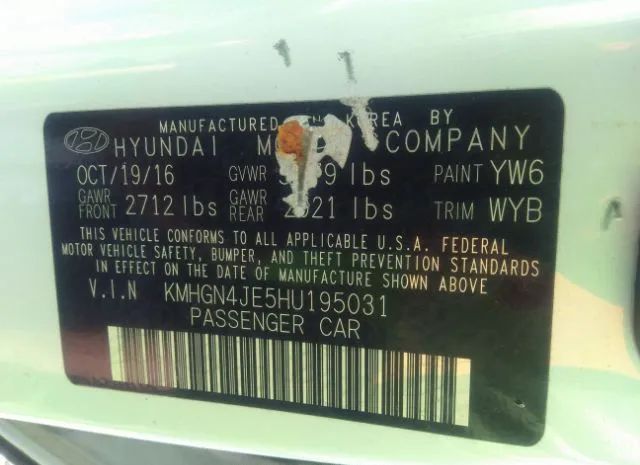 MANUFACTURED KOREA BY
HYUNDAI COMPANY
OCT/19/16 GVWR lbs PAINT YW6
GAWR FRONT 2712 lbs GAWR REAR lbs TRIM WYB
THIS VEHICLE CONFORMS TO ALL APPLICABLE U.S.A. FEDERAL
MOTOR VEHICLE SAFETY, BUMPER, AND THEFT PREVENTION STANDARDS
IN EFFECT ON THE DATE OF MANUFACTURE SHOWN ABOVE
V.I.N KMHGN4JE5HU195031
PASSENGER CAR